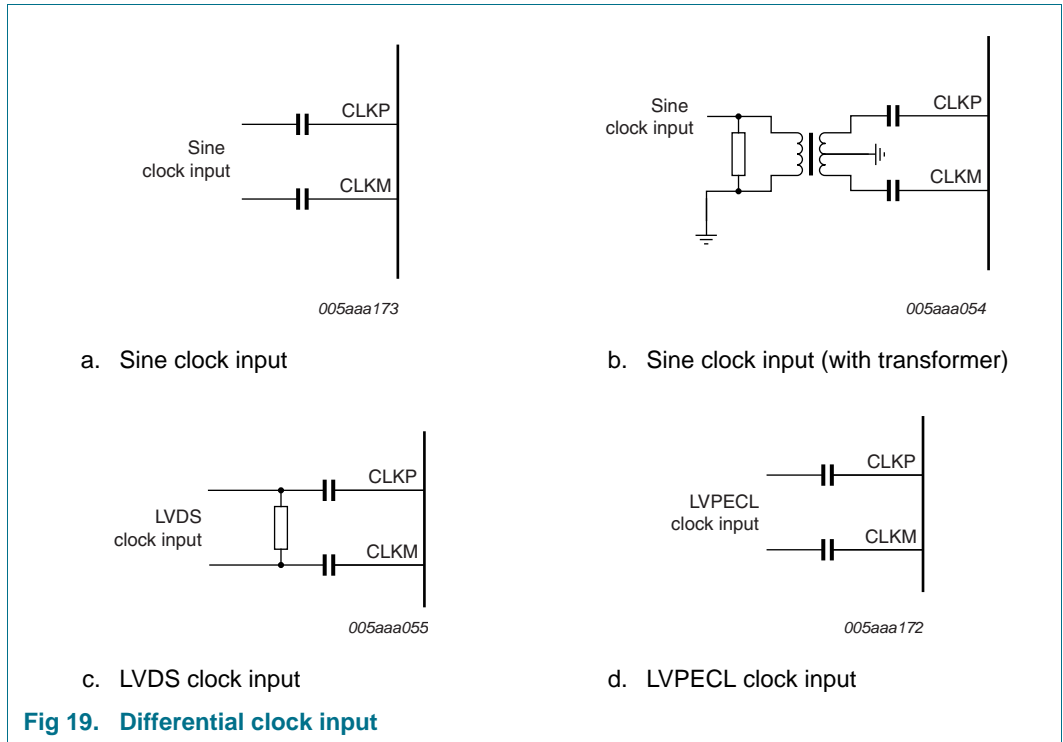 CLKP
Sine
clock input
CLKM
005aaa173
a. Sine clock input
Sine
clock input
CLKP
CLKM
005aaa054
b. Sine clock input (with transformer)
CLKP
LVDS
clock input
CLKM
005aaa055
c. LVDS clock input
CLKP
LVPECL
clock input
CLKM
005aaa172
d. LVPECL clock input
Fig 19. Differential clock input